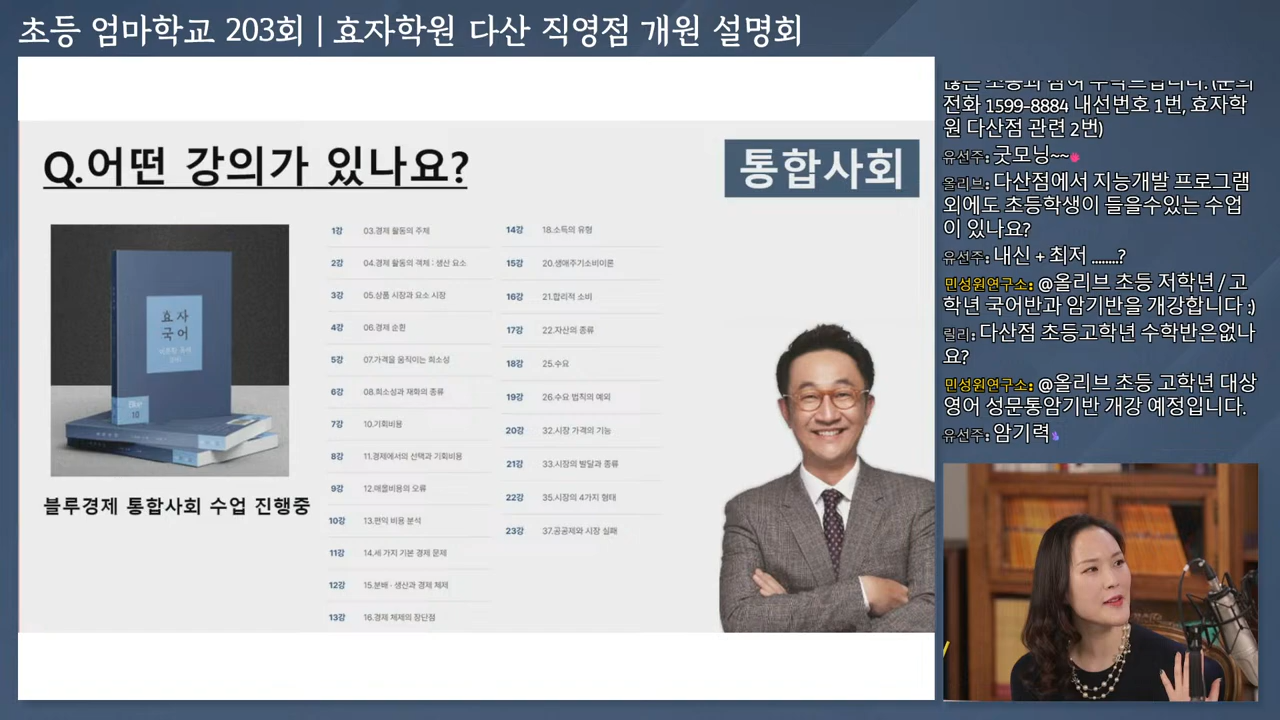 초등 엄마학교 203회 | 효자학원 다산 직영점 개원 설명회
Q.어떤 강의가 있나요?
통합사회
효자
국어
Blue
10
블루경제 통합사회 수업 진행중
1강 03.경제 활동의 주체
2강 04.경제 활동의 객체 : 생산 요소
3강 05.상품 시장과 요소 시장
4강 06.경제 순환
5강 07.가격을 움직이는 희소성
6강 08.희소성과 재화의 종류
7강 10.기회비용
8강 11.경제에서의 선택과 기회비용
9강 12.매몰비용의 오류
10강 13.편익 비용 분석
11강 14.세 가지 기본 경제 문제
12강 15.분배 · 생산과 경제 체제
13강 16.경제 체제의 장단점
14강 18.소득의 유형
15강 20.생애주기소비이론
16강 21.합리적 소비
17강 22.자산의 종류
18강 25.수요
19강 26.수요 법칙의 예외
20강 32.시장 가격의 기능
21강 33.시장의 발달과 종류
22강 35.시장의 4가지 형태
23강 37.공공재와 시장 실패
전화 1599-8884 내선번호 1번, 효자학
원 다산점 관련 2번)
유선주: 굿모닝~~
올리브: 다산점에서 지능개발 프로그램
외에도 초등학생이 들을수있는 수업
이 있나요?
유선주: 내신 + 최저 ........?
민성원연구소: @올리브 초등 저학년 / 고
학년 국어반과 암기반을 개강합니다 :)
릴리: 다산점 초등고학년 수학반은없나
요?
민성원연구소: @올리브 초등 고학년 대상
영어 성문통암기반 개강 예정입니다.
유선주: 암기력